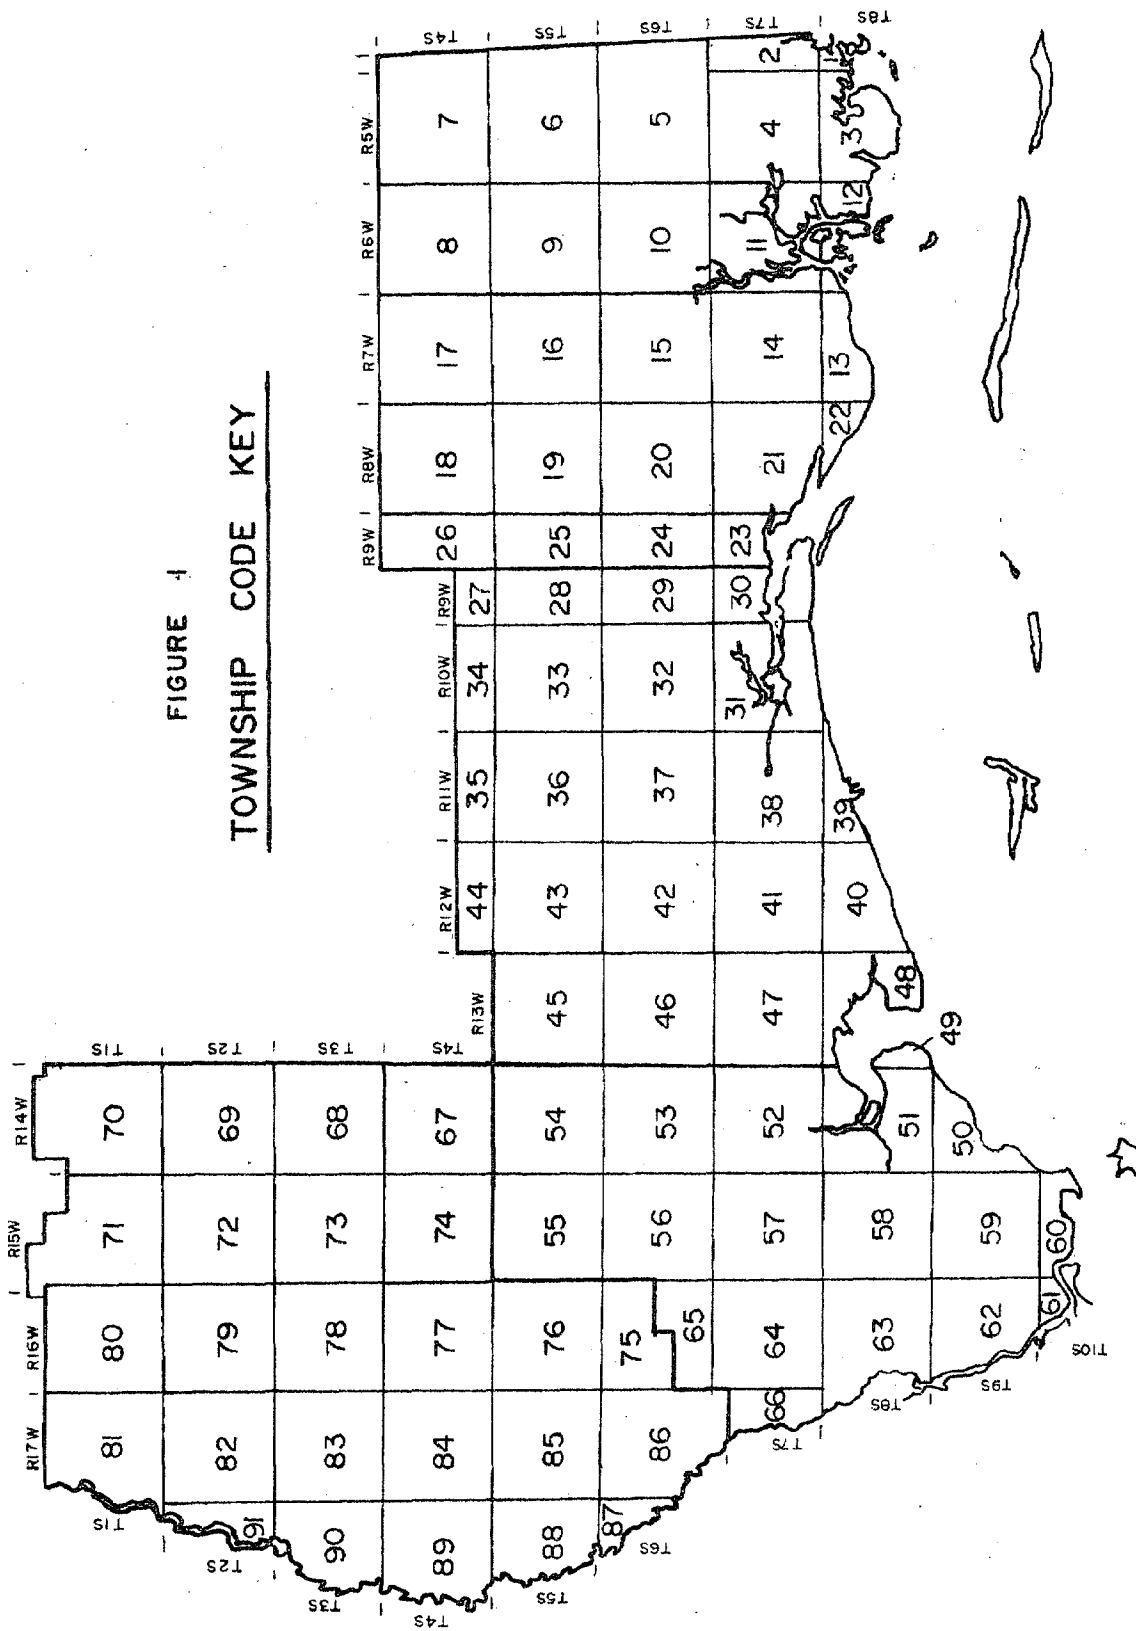 FIGURE
TOWNSHIP CODE KEY
R17W R16W R15W R14W
T1S 81 80 71 70 T1S
T2S 91 82 79 72 69 T2S
T3S 90 83 78 73 68 T3S
R9W R8W R7W R6W R5W
T4S 89 84 77 74 67 T4S
26 18 17 8 7 T4S
R13W R12W R11W R10W R9W
44 35 34 27
T5S 88 85 76 55 54 45 43 36 33 28 25 19 16 9 6 T5S
T6S 87 86 75 65 56 53 46 42 37 32 29 24 20 15 10 5 T6S
T7S 66 64 57 52 47 41 38 31 30 23 21 14 11 4 2 T7S
T8S 63 58 51 49 48 40 39 22 13 12 3 1 T8S
T9S 62 59 50
T10S 61 60